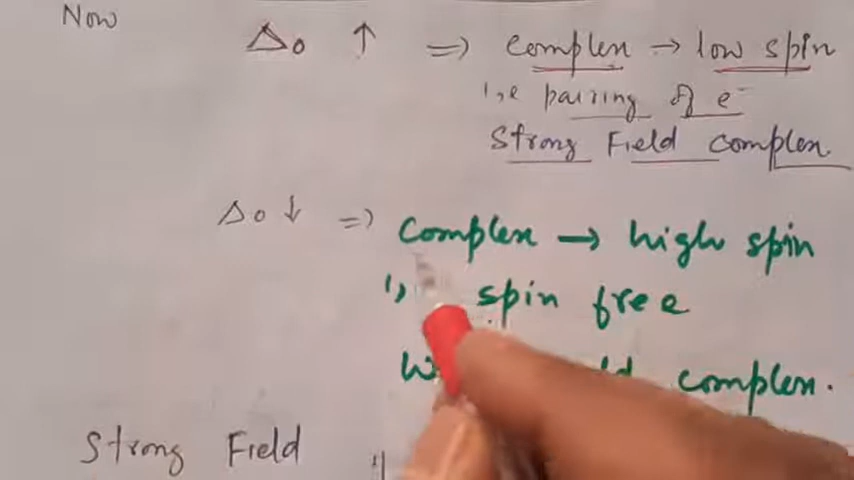 Now
Δo ↑ => Complex → low spin
i,e pairing of e⁻
Strong Field complex
Δo ↓ => Complex → high spin
i, spin free
complex.
Strong Field